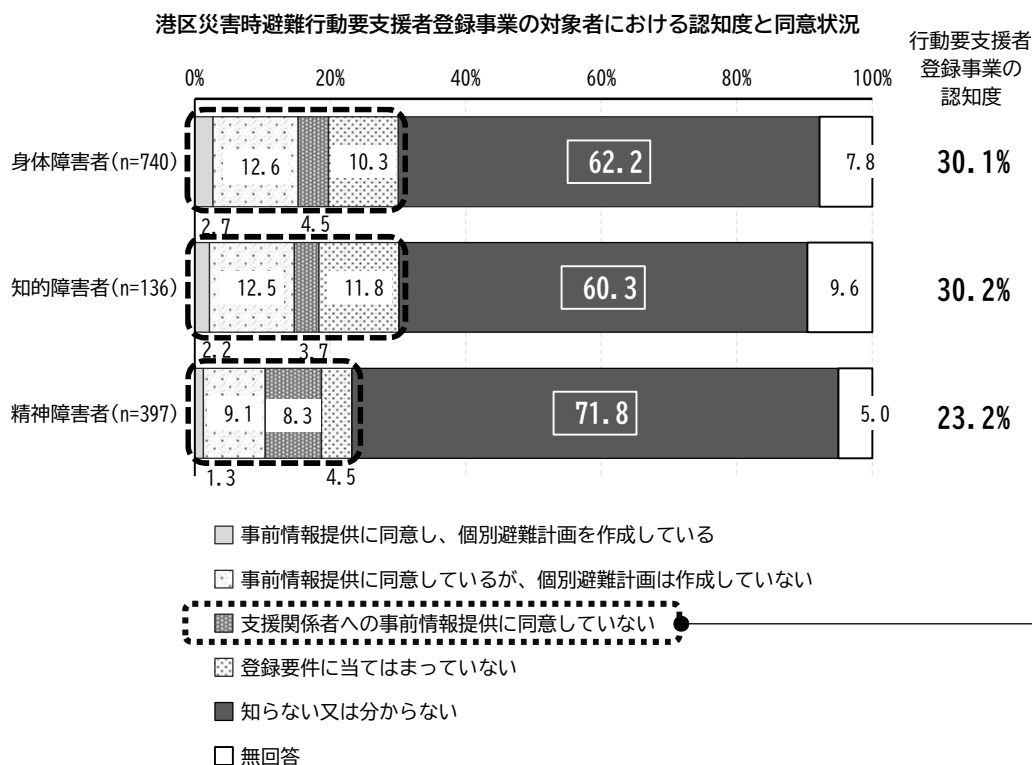 港区災害時避難行動要支援者登録事業の対象者における認知度と同意状況
行動要支援者
登録事業の
認知度
0% 20% 40% 60% 80% 100%
身体障害者(n=740) 12.6 10.3 62.2 7.8 30.1%
2.7 4.5
知的障害者(n=136) 12.5 11.8 60.3 9.6 30.2%
2.2 3.7
精神障害者(n=397) 9.1 8.3 71.8 5.0 23.2%
1.3 4.5
事前情報提供に同意し、個別避難計画を作成している
事前情報提供に同意しているが、個別避難計画は作成していない
支援関係者への事前情報提供に同意していない
登録要件に当てはまっていない
知らない又は分からない
無回答